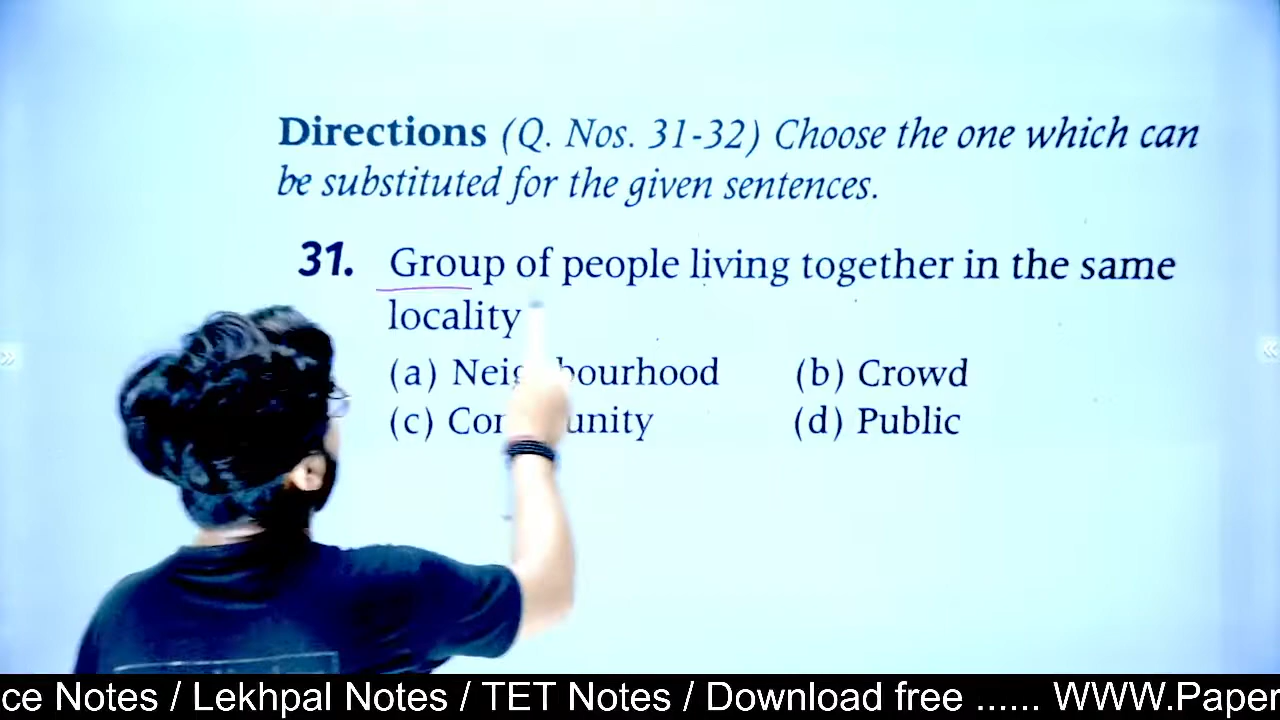 Directions (Q. Nos. 31-32) Choose the one which can
be substituted for the given sentences.
31. Group of people living together in the same
locality
(a) (b) Crowd
(c) (d) Public
ce Notes / Lekhpal Notes / TET Notes / Download free ...... WWW.Paper